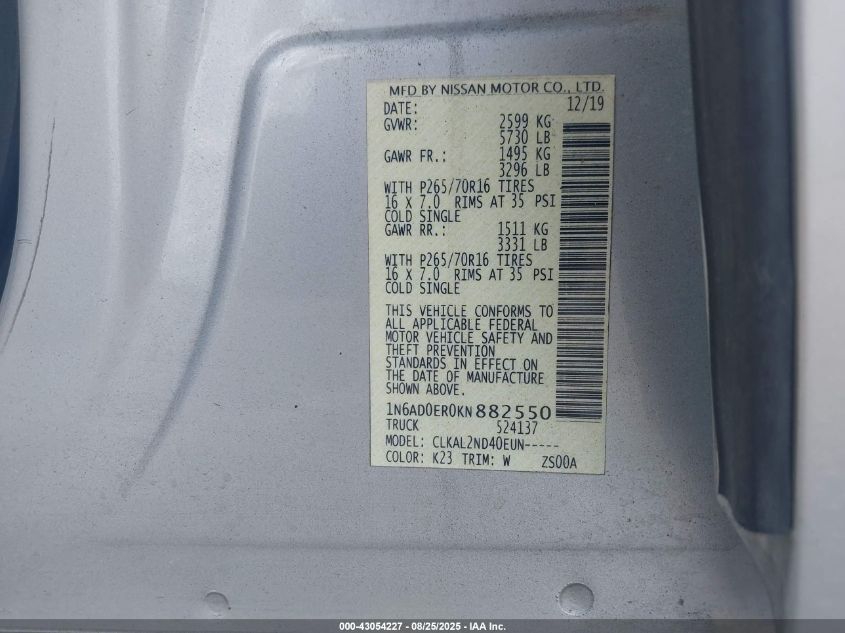 MFD BY NISSAN MOTOR CO., LTD.
DATE: 12/19
GVWR: 2599 KG
5730 LB
GAWR FR.: 1495 KG
3296 LB
WITH P265/70R16 TIRES
16 X 7.0 RIMS AT 35 PSI
COLD SINGLE
GAWR RR.: 1511 KG
3331 LB
WITH P265/70R16 TIRES
16 X 7.0 RIMS AT 35 PSI
COLD SINGLE
THIS VEHICLE CONFORMS TO
ALL APPLICABLE FEDERAL
MOTOR VEHICLE SAFETY AND
THEFT PREVENTION
STANDARDS IN EFFECT ON
THE DATE OF MANUFACTURE
SHOWN ABOVE.
1N6AD0ER0KN882550
TRUCK 524137
MODEL: CLKAL2ND40EUN-----
COLOR: K23 TRIM: W ZS00A
000-43054227 - 08/25/2025 - IAA Inc.